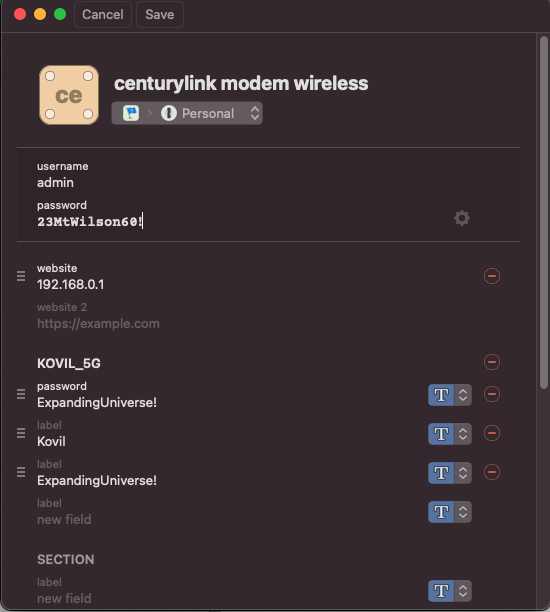 Cancel
Save
ce
centurylink modem wireless
Personal
username
admin
password
23MtWilson60!
website
192.168.0.1
website 2
https://example.com
KOVIL_5G
password
ExpandingUniverse!
T
label
Kovil
T
label
ExpandingUniverse!
T
label
new field
T
SECTION
label
new field
T